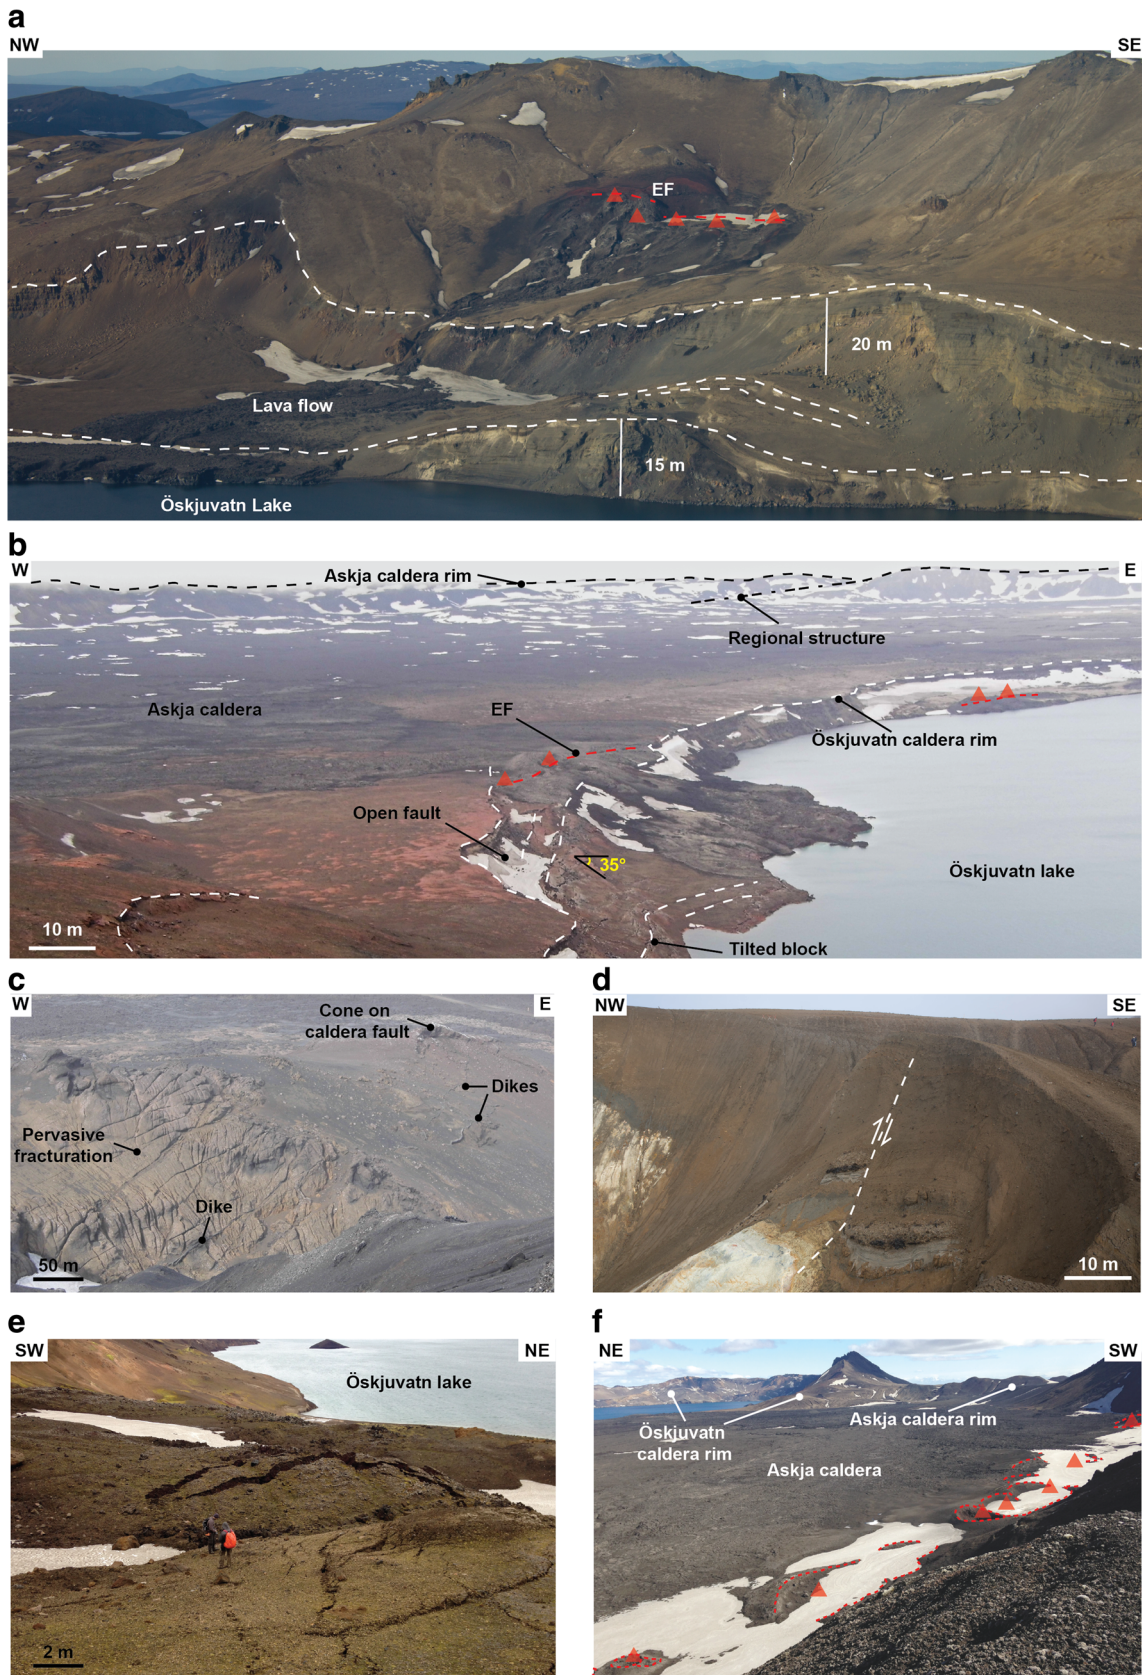 a
NW
SE
EF
20 m
Lava flow
15 m
Öskjuvatn Lake
b
W
E
Askja caldera rim
Regional structure
Askja caldera
EF
Öskjuvatn caldera rim
Open fault
35°
Öskjuvatn lake
10 m
Tilted block
c
W
E
Cone on
caldera fault
Dikes
Pervasive
fracturation
Dike
50 m
d
NW
SE
10 m
e
SW
NE
Öskjuvatn lake
2 m
f
NE
SW
Öskjuvatn
caldera rim
Askja caldera rim
Askja caldera